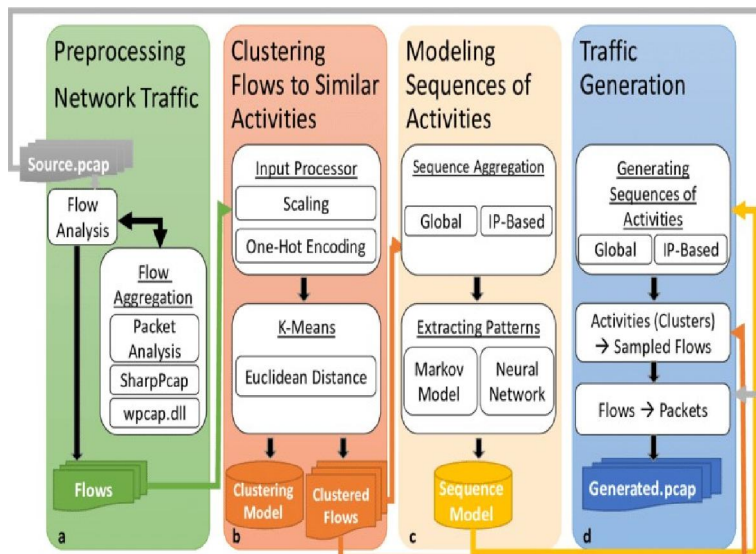 Preprocessing
Network Traffic
Source.pcap
Flow
Analysis
Flow
Aggregation
Packet
Analysis
SharpPcap
wpcap.dll
Flows
a
Clustering
Flows to Similar
Activities
Input Processor
Scaling
One-Hot Encoding
K-Means
Euclidean Distance
Clustering
Model
Clustered
Flows
b
Modeling
Sequences of
Activities
Sequence Aggregation
Global
IP-Based
Extracting Patterns
Markov
Model
Neural
Network
Sequence
Model
c
Traffic
Generation
Generating
Sequences of
Activities
Global
IP-Based
Activities (Clusters)
→ Sampled Flows
Flows → Packets
Generated.pcap
d